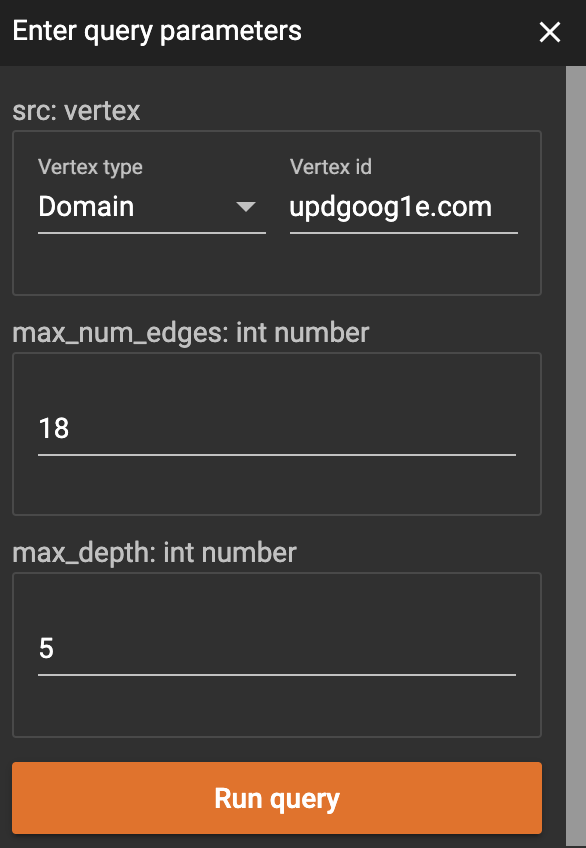 Enter query parameters
src: vertex
Vertex type
Vertex id
Domain
updgoog1e.com
max_num_edges: int number
18
max_depth: int number
5
Run query